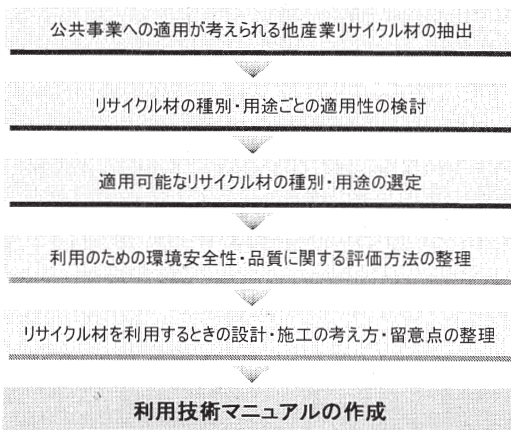 公共事業への適用が考えられる他産業リサイクル材の抽出
リサイクル材の種別・用途ごとの適用性の検討
適用可能なリサイクル材の種別・用途の選定
利用のための環境安全性・品質に関する評価方法の整理
リサイクル材を利用するときの設計・施工の考え方・留意点の整理
利用技術マニュアルの作成